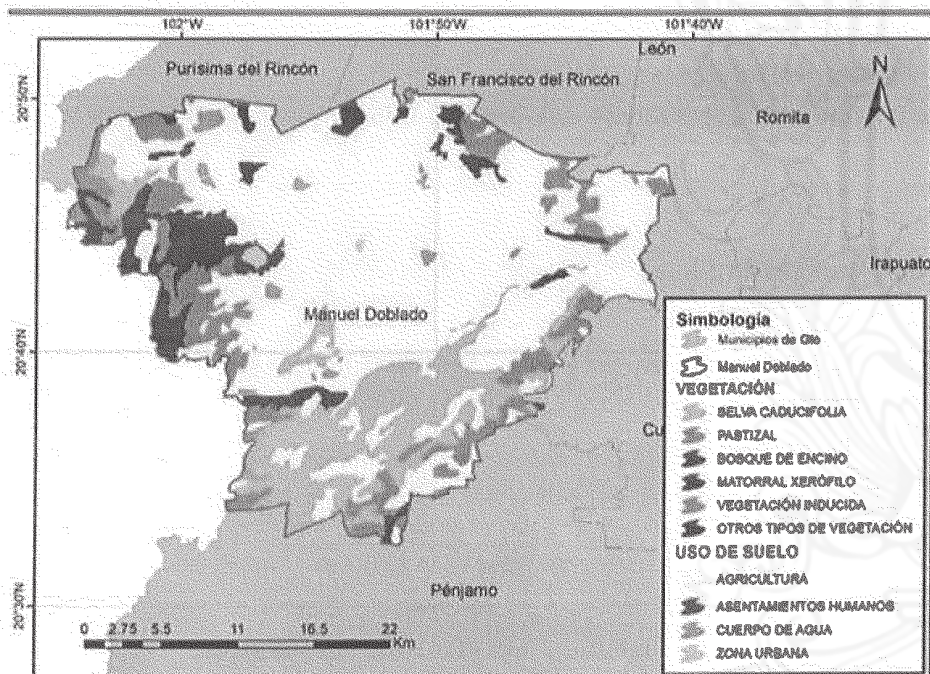 102°W 101°50'W 101°40'W
León
Purísima del Rincón
San Francisco del Rincón
N
20°50'N
Romita
Irapuato
Manuel Doblado
20°40'N
Cu
Pénjamo
20°30'N
0 2.75 5.5 11 16.5 22
Km
Simbología
Municipios de Gto
Manuel Doblado
VEGETACIÓN
SELVA CADUCIFOLIA
PASTIZAL
BOSQUE DE ENCINO
MATORRAL XERÓFILO
VEGETACIÓN INDUCIDA
OTROS TIPOS DE VEGETACIÓN
USO DE SUELO
AGRICULTURA
ASENTAMIENTOS HUMANOS
CUERPO DE AGUA
ZONA URBANA